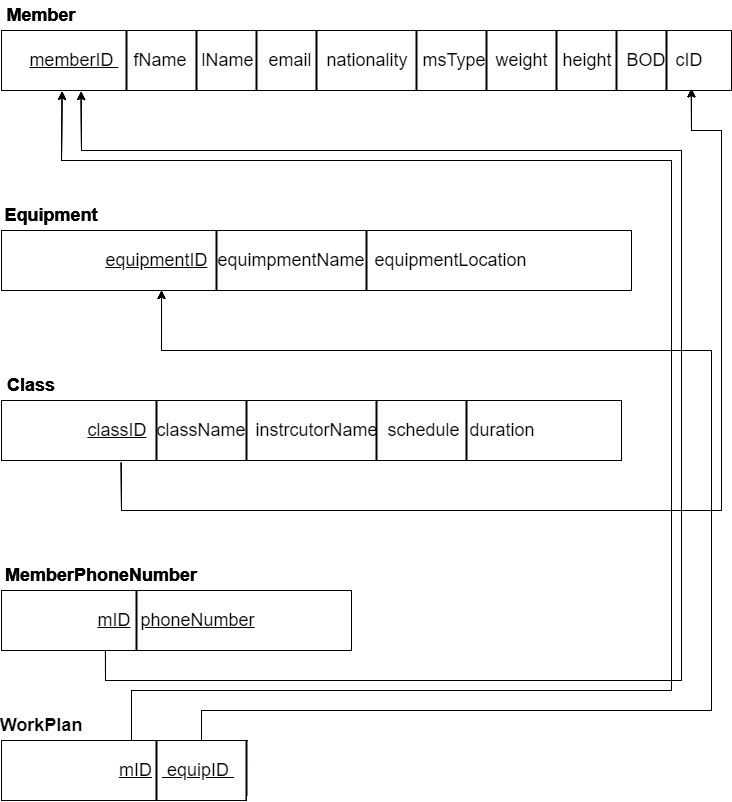 Member
memberID fName lName email nationality msType weight height BOD cID
Equipment
equipmentID equimpmentName equipmentLocation
Class
classID className instrcutorName schedule duration
MemberPhoneNumber
mID phoneNumber
WorkPlan
mID equipID